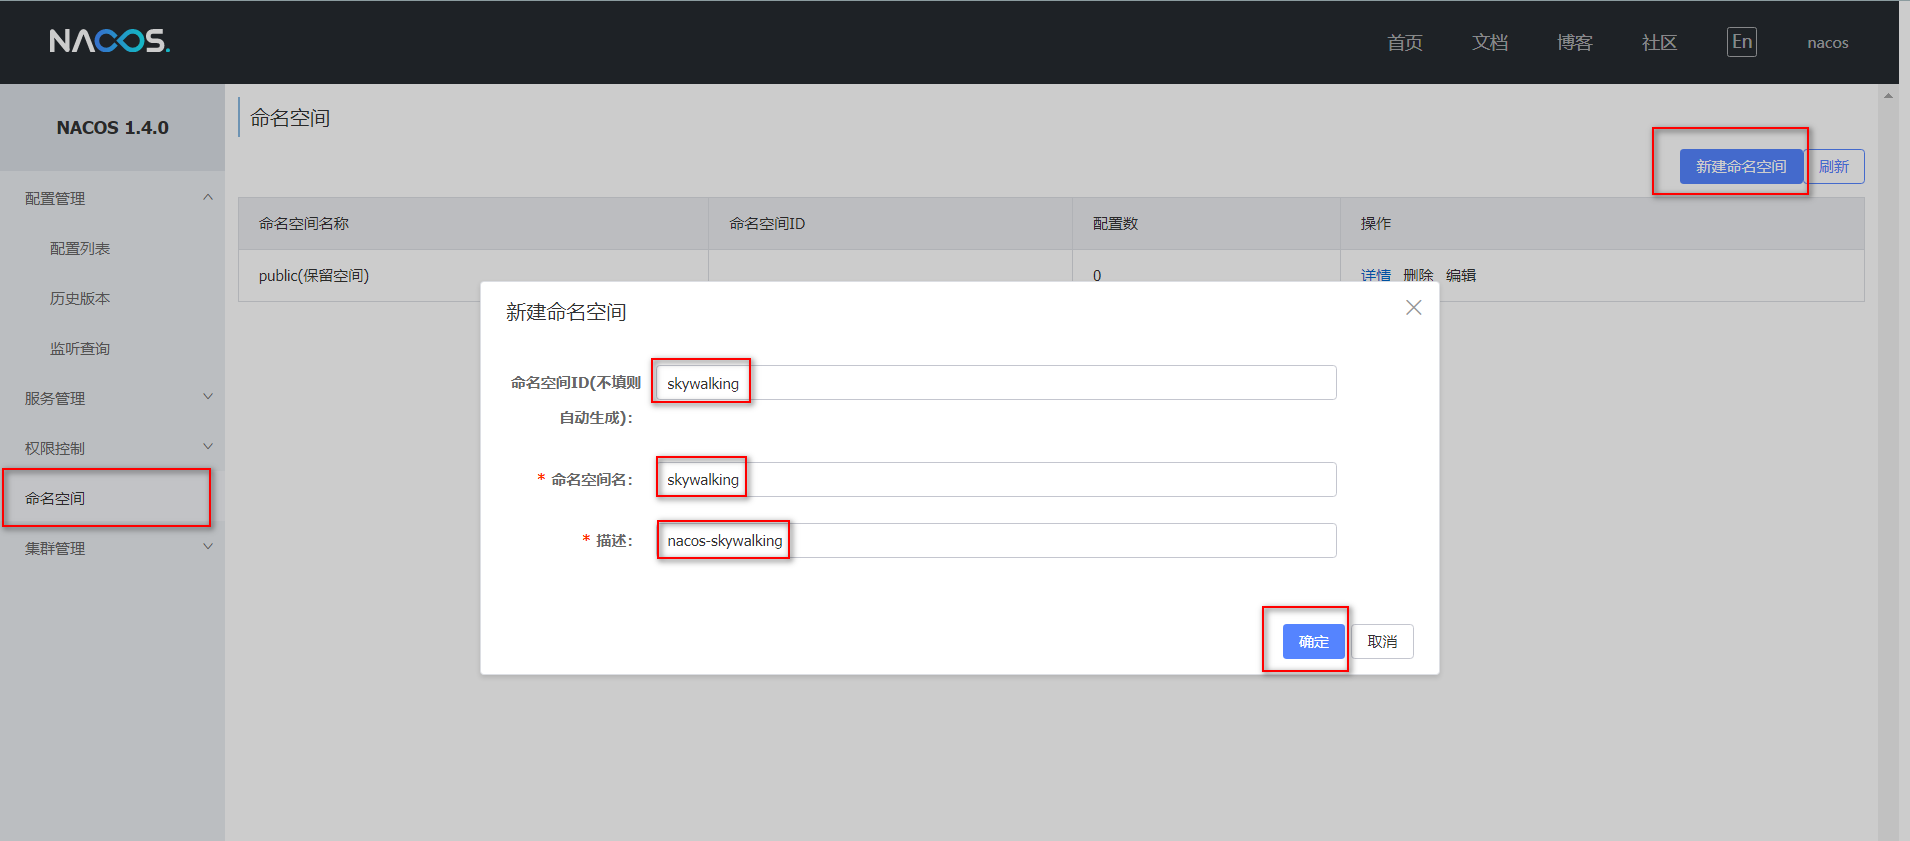 NACOS.
首页 文档 博客 社区 En nacos
NACOS 1.4.0
配置管理
配置列表
历史版本
监听查询
服务管理
权限控制
命名空间
集群管理
命名空间
新建命名空间 刷新
命名空间名称 命名空间ID 配置数 操作
public(保留空间) 0 详情 删除 编辑
新建命名空间
命名空间ID(不填则 skywalking
自动生成)：
* 命名空间名： skywalking
* 描述： nacos-skywalking
确定 取消